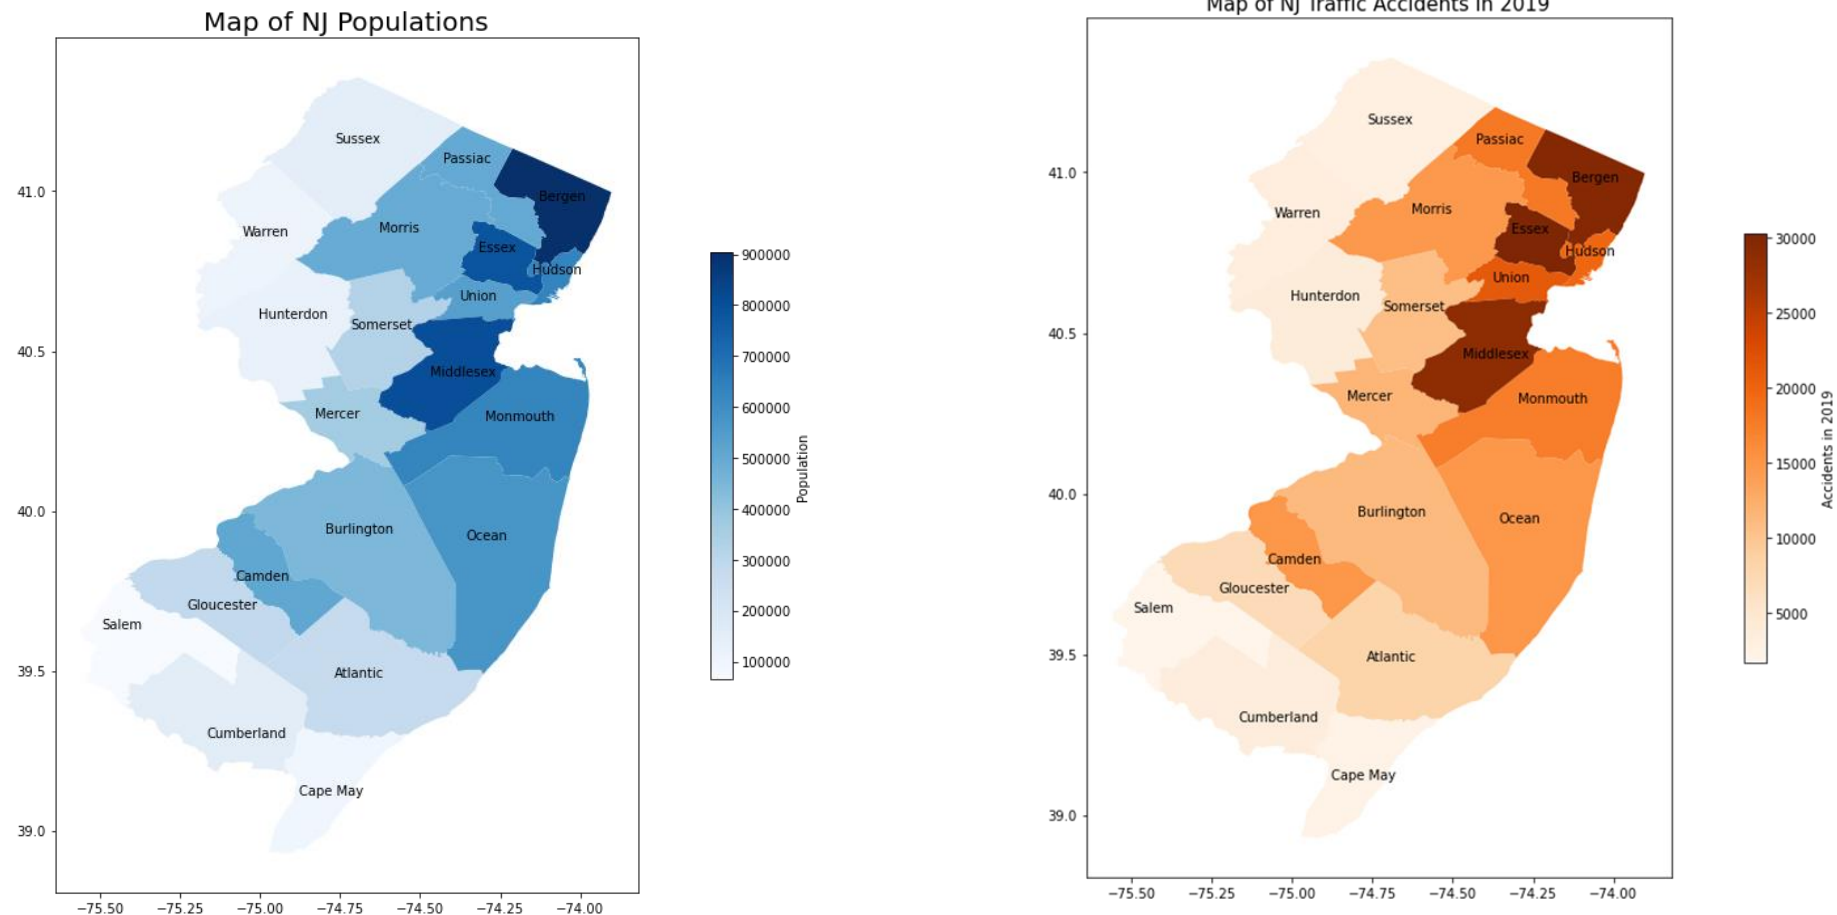 Map of NJ Populations
Sussex
Passiac
Bergen
Warren
Morris
Essex
Hudson
Union
Hunterdon
Somerset
Middlesex
Mercer
Monmouth
Burlington
Ocean
Camden
Gloucester
Salem
Atlantic
Cumberland
Cape May
41.0
40.5
40.0
39.5
39.0
−75.50 −75.25 −75.00 −74.75 −74.50 −74.25 −74.00
900000
800000
700000
600000
500000
400000
300000
200000
100000
Population
Map of NJ Traffic Accidents in 2019
Sussex
Passiac
Bergen
Warren
Morris
Essex
Hudson
Union
Hunterdon
Somerset
Middlesex
Mercer
Monmouth
Burlington
Ocean
Camden
Gloucester
Salem
Atlantic
Cumberland
Cape May
41.0
40.5
40.0
39.5
39.0
−75.50 −75.25 −75.00 −74.75 −74.50 −74.25 −74.00
30000
25000
20000
15000
10000
5000
Accidents in 2019